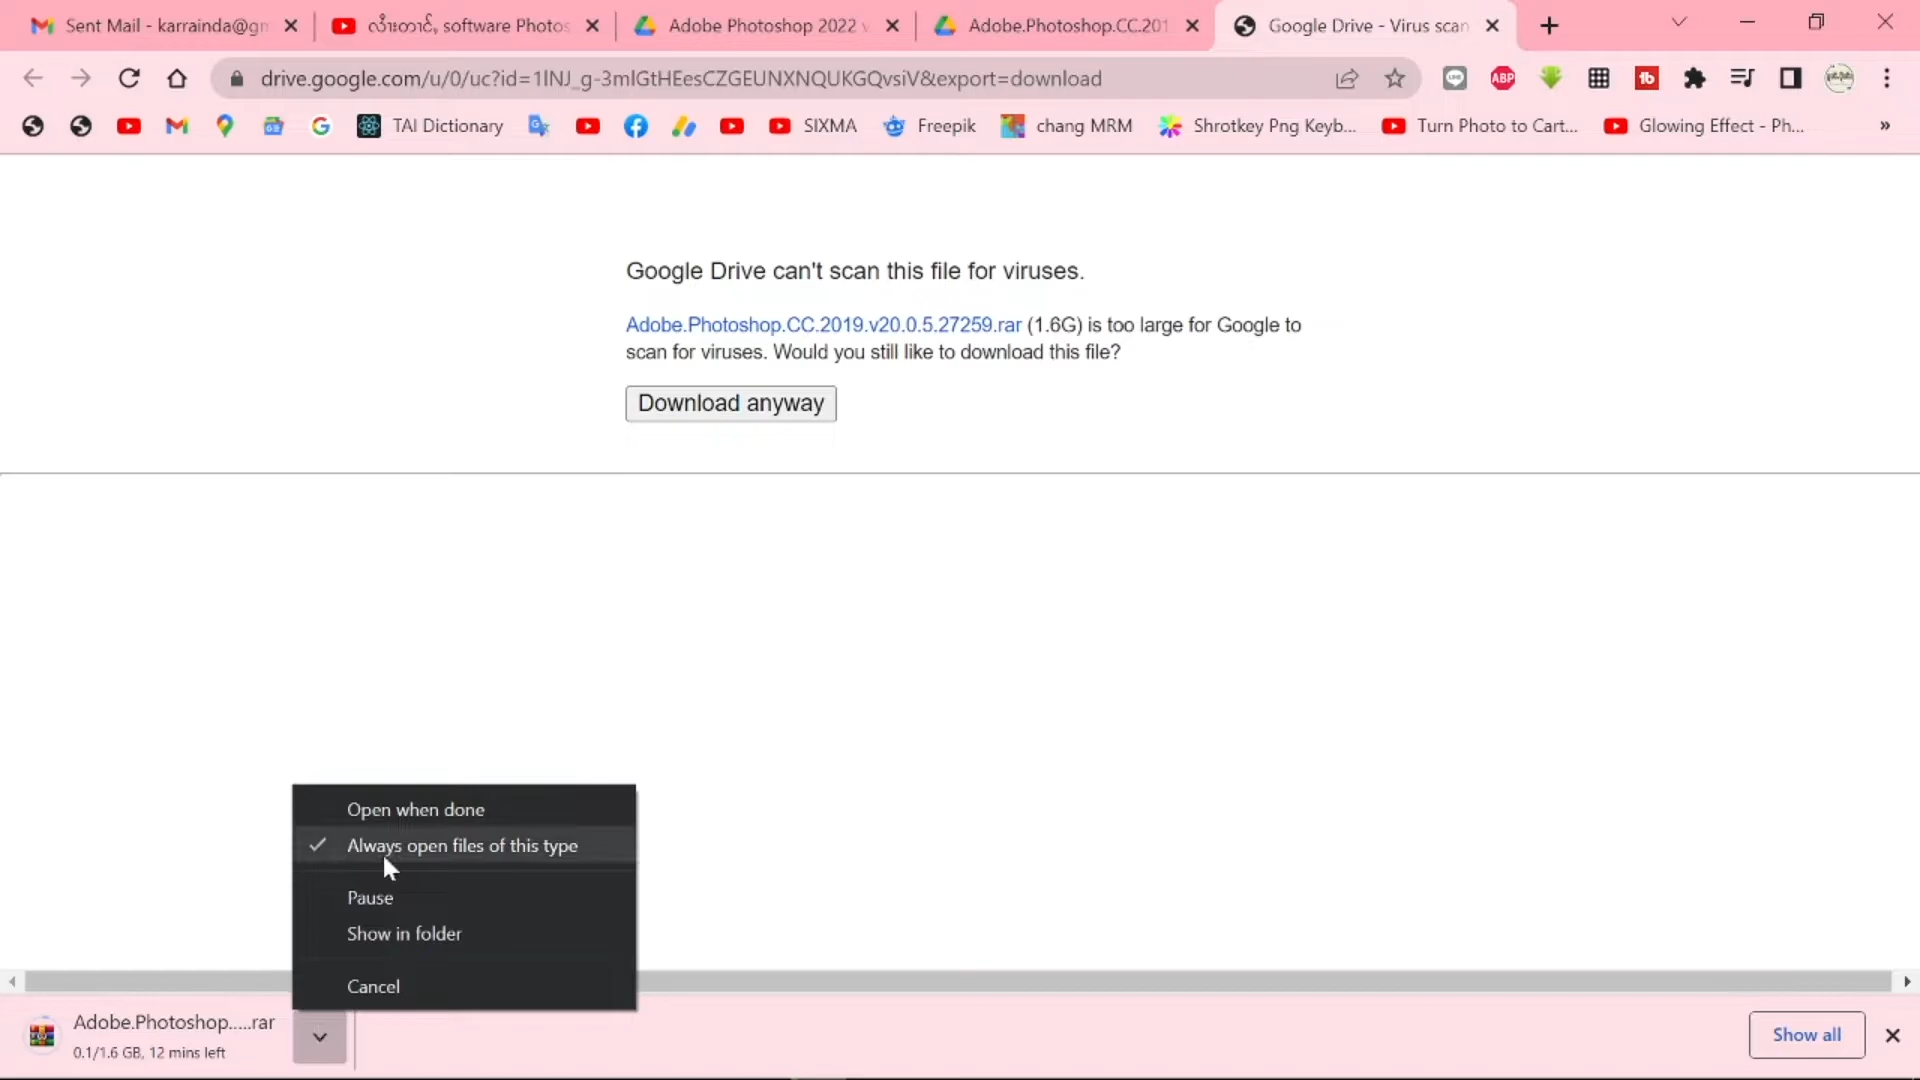 Sent Mail - karrainda@gm
software Photos
Adobe Photoshop 2022 v
Adobe.Photoshop.CC.201
Google Drive - Virus scan
drive.google.com/u/0/uc?id=1lNJ_g-3mlGtHEesCZGEUNXNQUKGQvsiV&export=download
ABP
TAI Dictionary
SIXMA
Freepik
chang MRM
Shrotkey Png Keyb...
Turn Photo to Cart...
Glowing Effect - Ph...
Google Drive can't scan this file for viruses.
Adobe.Photoshop.CC.2019.v20.0.5.27259.rar (1.6G) is too large for Google to
scan for viruses. Would you still like to download this file?
Download anyway
Open when done
Always open files of this type
Pause
Show in folder
Cancel
Adobe.Photoshop.....rar
0.1/1.6 GB, 12 mins left
Show all